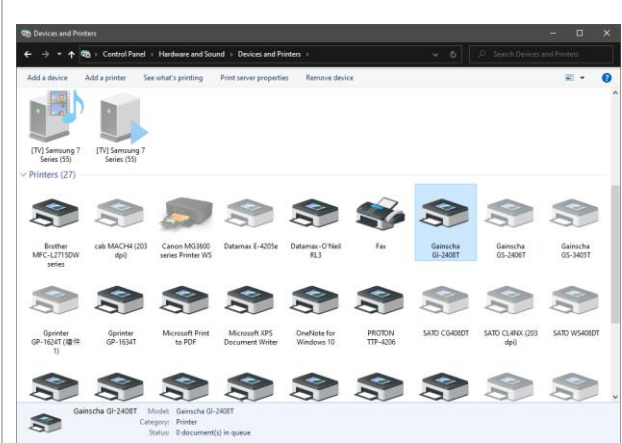 Devices and Printers
Control Panel > Hardware and Sound > Devices and Printers >
Search Devices and Printers
Add a device Add a printer See what's printing Print server properties Remove device
[TV] Samsung 7 Series (55)
[TV] Samsung 7 Series (55)
Printers (27)
Brother MFC-L2715DW series
cab MACH4 (203 dpi)
Canon MG3600 series Printer WS
Datamax E-4205e
Datamax-O'Neil RL3
Fax
Gainscha GI-2408T
Gainscha GS-2406T
Gainscha GS-3405T
Gprinter GP-1624T (增件 1)
Gprinter GP-1634T
Microsoft Print to PDF
Microsoft XPS Document Writer
OneNote for Windows 10
PROTON TTP-4206
SATO CG408DT
SATO CL4NX (203 dpi)
SATO WS408DT
Gainscha GI-2408T Model: Gainscha GI-2408T
Category: Printer
Status: 0 document(s) in queue